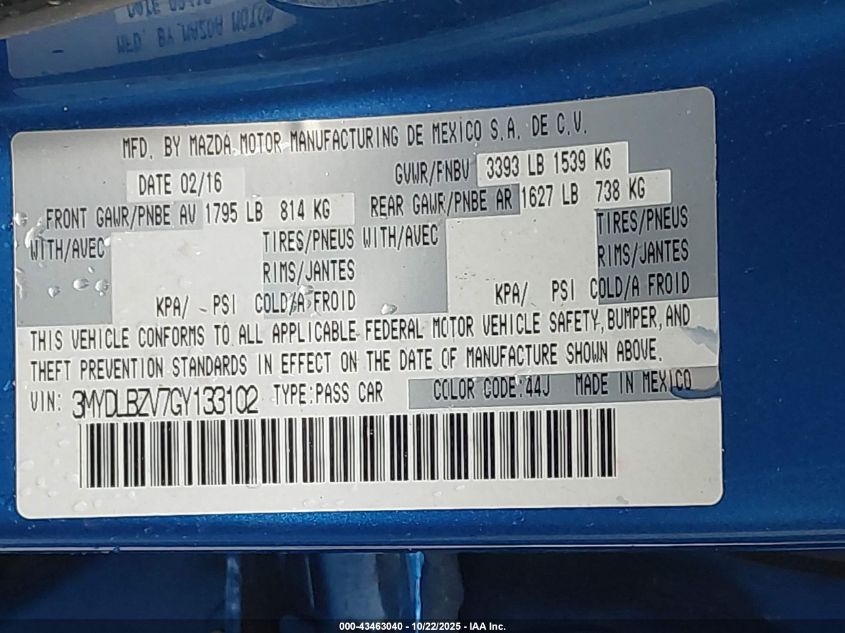 MFD. BY MAZDA MOTOR MANUFACTURING DE MEXICO S.A. DE C.V.
DATE 02/16 GVWR/FNBV 3393 LB 1539 KG
FRONT GAWR/PNBE AV 1795 LB 814 KG REAR GAWR/PNBE AR 1627 LB 738 KG
WITH/AVEC TIRES/PNEUS WITH/AVEC TIRES/PNEUS
RIMS/JANTES RIMS/JANTES
KPA/ PSI COLD/A FROID KPA/ PSI COLD/A FROID
THIS VEHICLE CONFORMS TO ALL APPLICABLE FEDERAL MOTOR VEHICLE SAFETY, BUMPER, AND
THEFT PREVENTION STANDARDS IN EFFECT ON THE DATE OF MANUFACTURE SHOWN ABOVE.
VIN: 3MYDLBZV7GY133102 TYPE:PASS CAR COLOR CODE:44J MADE IN MEXICO
000-43463040 - 10/22/2025 - IAA Inc.